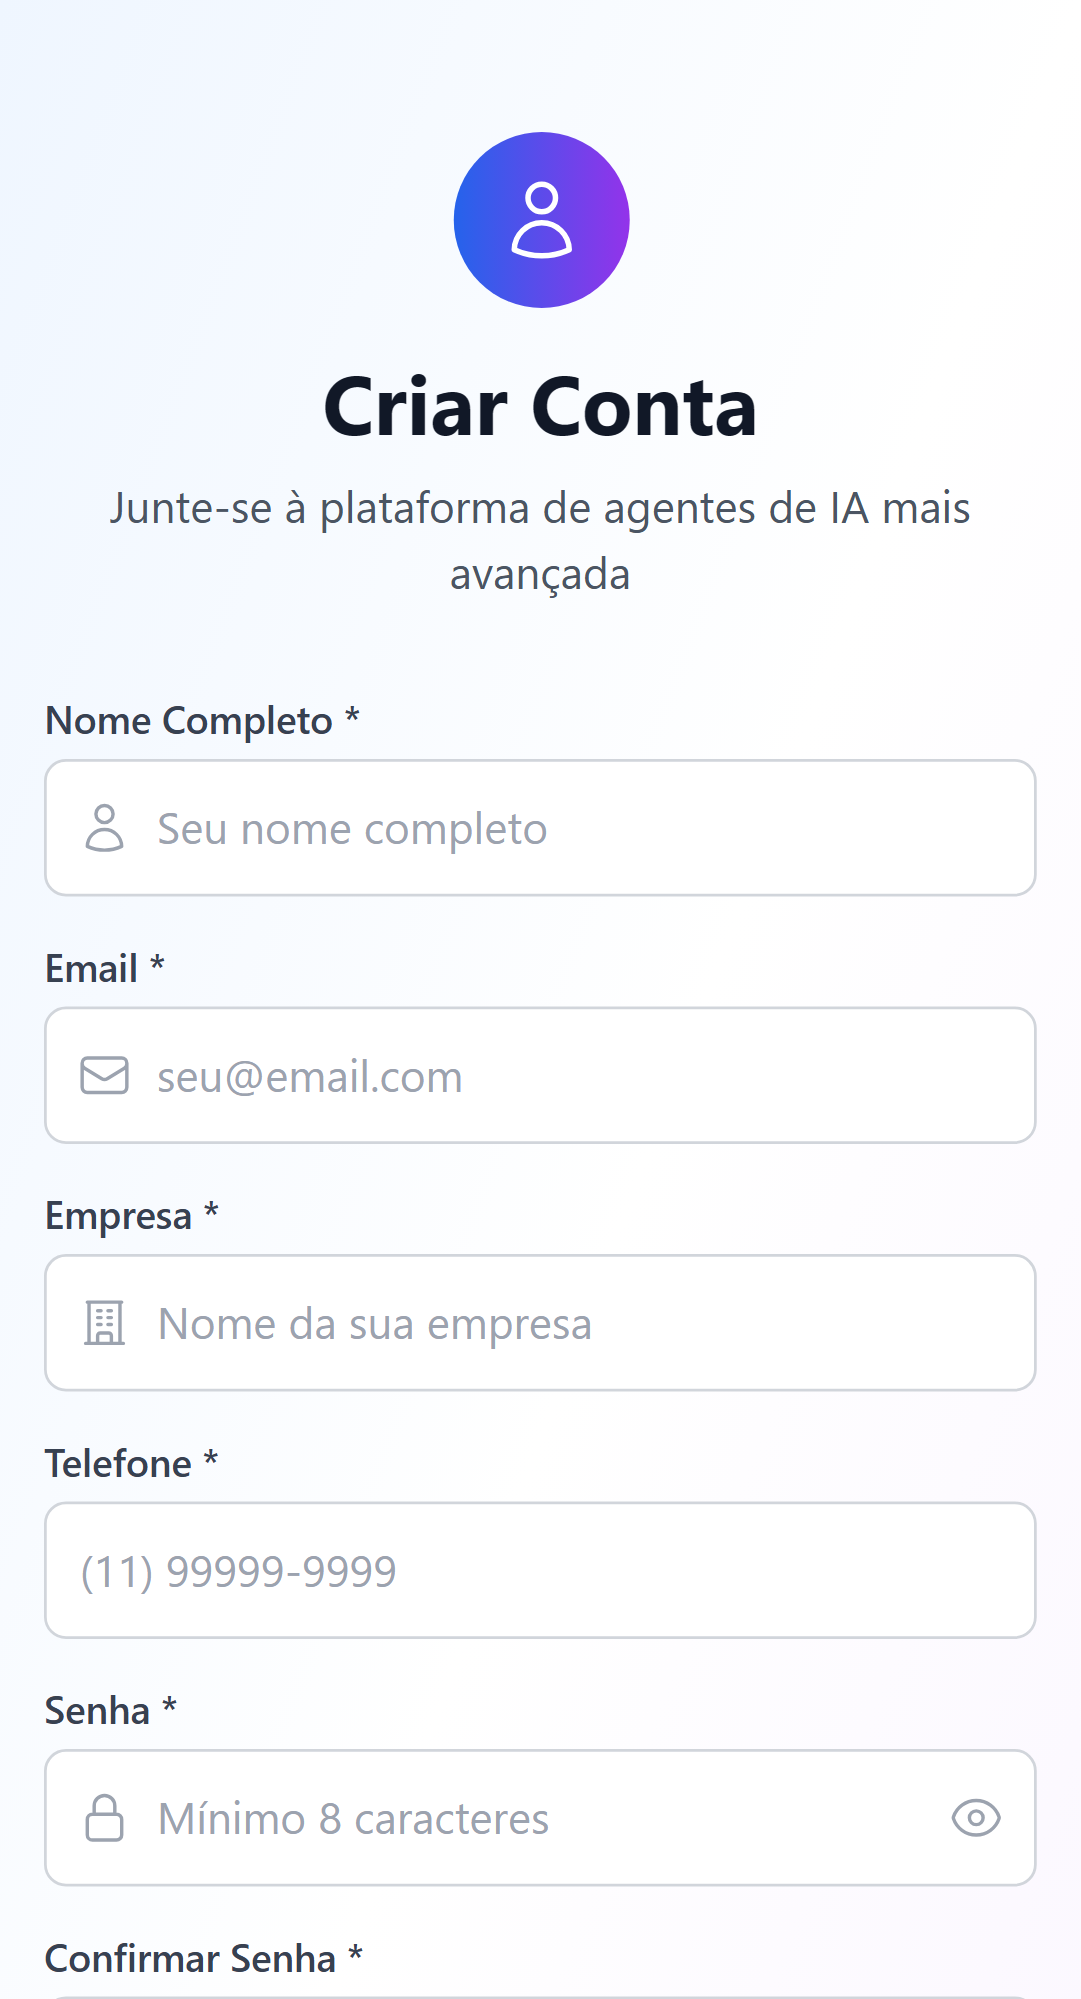 Criar Conta
Junte-se à plataforma de agentes de IA mais
avançada
Nome Completo *
Seu nome completo
Email *
seu@email.com
Empresa *
Nome da sua empresa
Telefone *
(11) 99999-9999
Senha *
Mínimo 8 caracteres
Confirmar Senha *